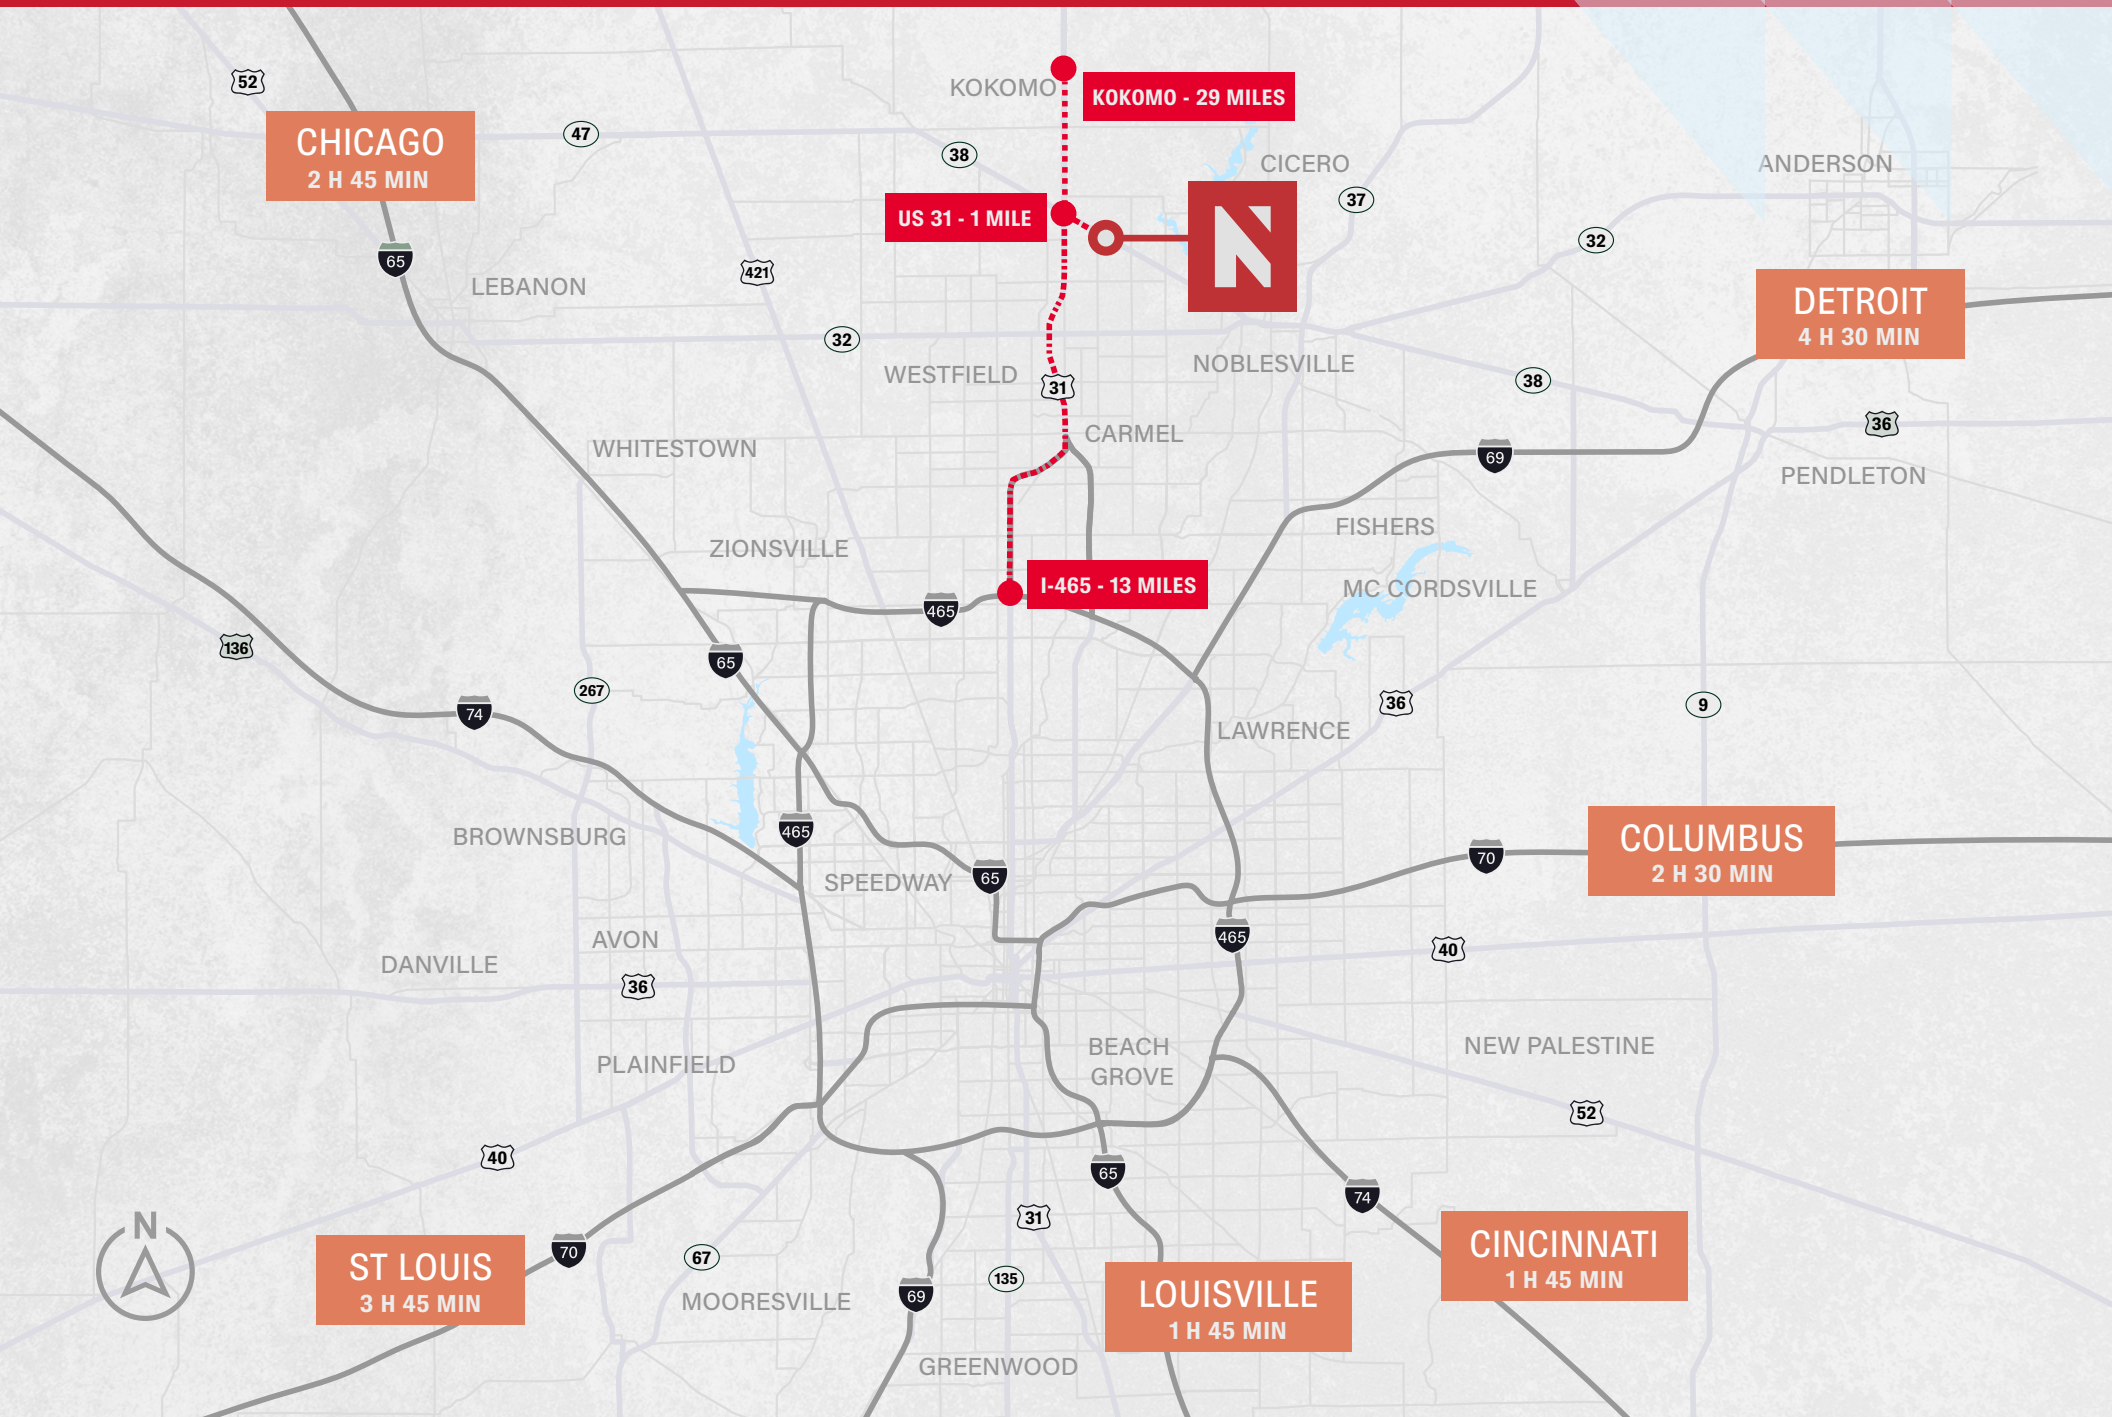 KOKOMO
52
KOKOMO - 29 MILES
CHICAGO
2 H 45 MIN
47
38
CICERO
ANDERSON
37
US 31 - 1 MILE
N
32
65
421
LEBANON
DETROIT
4 H 30 MIN
32
WESTFIELD
31
NOBLESVILLE
38
36
CARMEL
WHITESTOWN
69
PENDLETON
FISHERS
ZIONSVILLE
I-465 - 13 MILES
MC CORDSVILLE
465
136
65
267
36
9
74
LAWRENCE
BROWNSBURG
465
COLUMBUS
2 H 30 MIN
70
SPEEDWAY
65
AVON
465
40
DANVILLE
36
BEACH
GROVE
NEW PALESTINE
PLAINFIELD
52
40
65
74
N
31
ST LOUIS
3 H 45 MIN
70
67
135
CINCINNATI
1 H 45 MIN
MOORESVILLE
69
LOUISVILLE
1 H 45 MIN
GREENWOOD